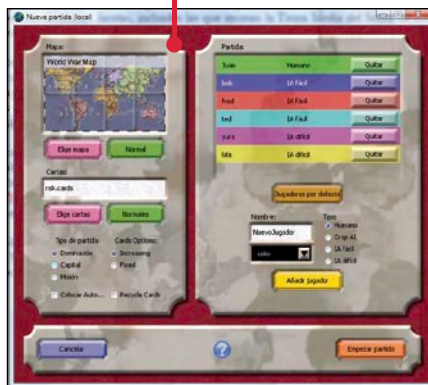 Nueva partida (local)
Mapa:
World War Map
Elige mapa
Normal
Cartas:
risk.cards
Elige cartas
Normales
Tipo de partida:
Cards Options:
Dominación
Increasing
Capital
Fixed
Misión
Colocar Auto...
Recycle Cards
Partida:
Juan Humano Quitar
bob IA Fácil Quitar
fred IA Fácil Quitar
ted IA Fácil Quitar
yura IA difícil Quitar
lala IA difícil Quitar
Jugadores por defecto
Nombre:
Tipo:
NuevoJugador
Humano
Crap AI
color
IA Fácil
IA difícil
Añadir jugador
Cancelar
?
Empezar partida